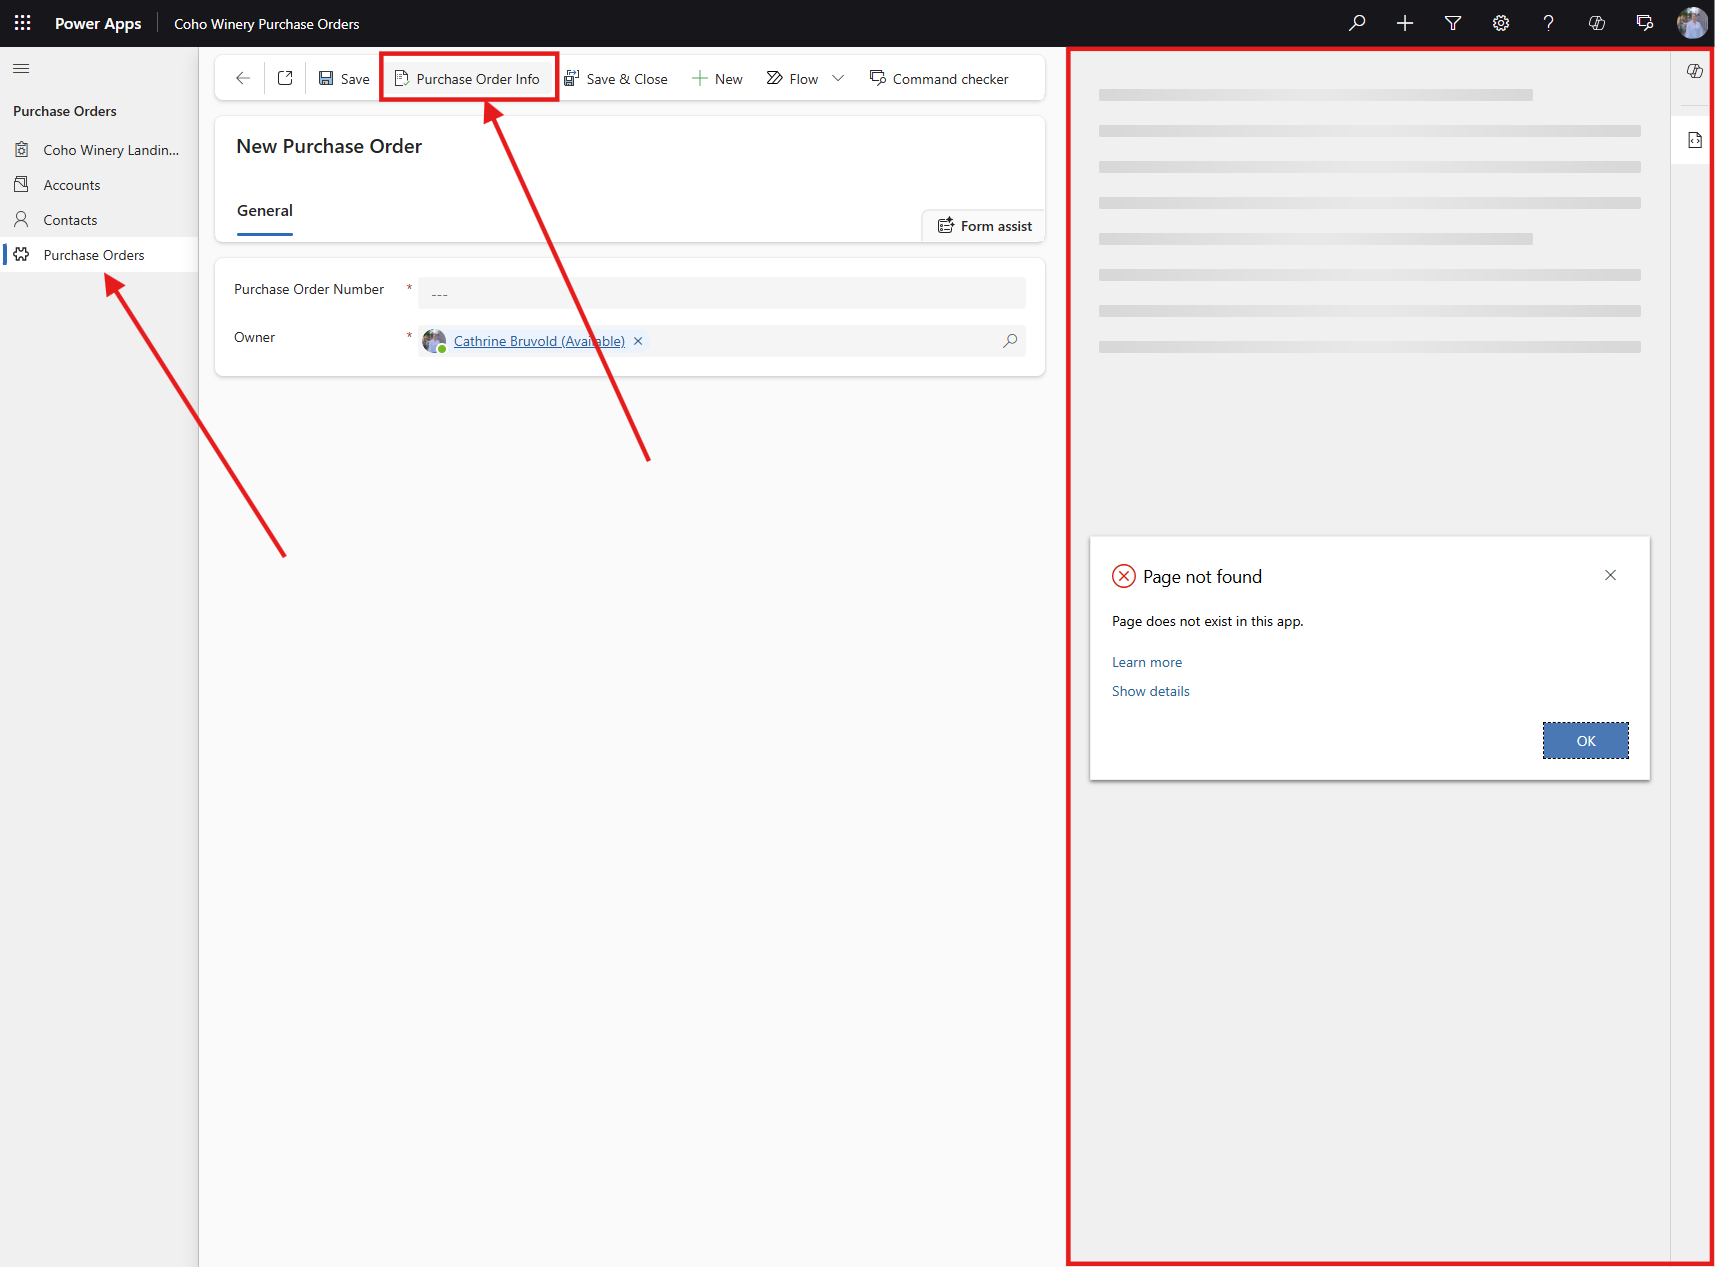 Power Apps
Coho Winery Purchase Orders
Purchase Orders
Coho Winery Landin...
Accounts
Contacts
Purchase Orders
Save
Purchase Order Info
Save & Close
New
Flow
Command checker
New Purchase Order
General
Form assist
Purchase Order Number *
---
Owner *
Cathrine Bruvold (Available)
Page not found
Page does not exist in this app.
Learn more
Show details
OK